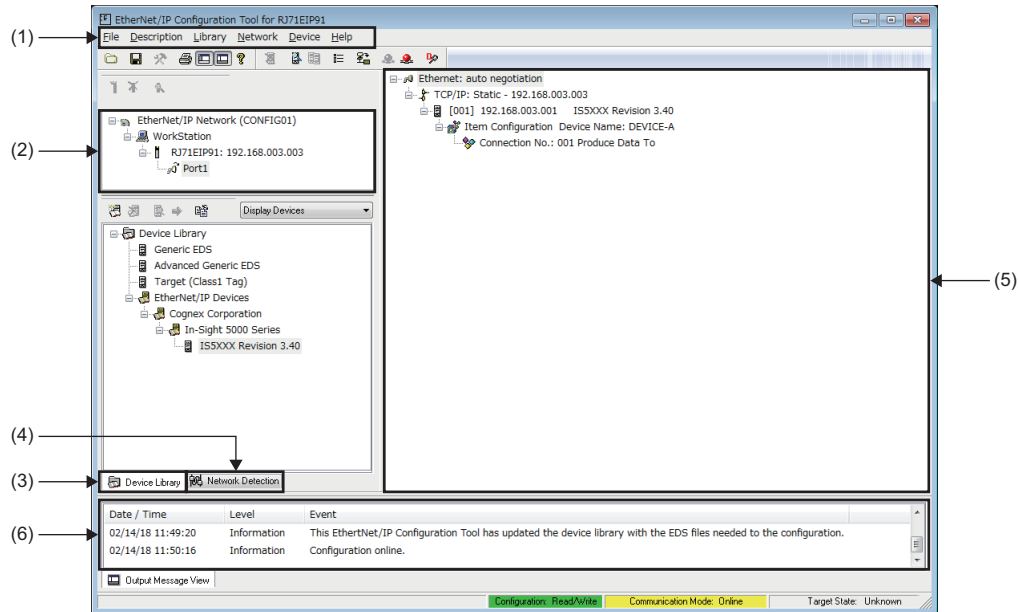 EtherNet/IP Configuration Tool for RJ71EIP91
(1)
File Description Library Network Device Help
Ethernet: auto negotiation
TCP/IP: Static - 192.168.003.003
[001] 192.168.003.001 IS5XXX Revision 3.40
Item Configuration Device Name: DEVICE-A
Connection No.: 001 Produce Data To
(2)
EtherNet/IP Network (CONFIG01)
WorkStation
RJ71EIP91: 192.168.003.003
Port1
Display Devices
Device Library
Generic EDS
Advanced Generic EDS
Target (Class1 Tag)
EtherNet/IP Devices
Cognex Corporation
In-Sight 5000 Series
IS5XXX Revision 3.40
(5)
(4)
(3)
Device Library Network Detection
(6)
Date / Time Level Event
02/14/18 11:49:20 Information This EthertNet/IP Configuration Tool has updated the device library with the EDS files needed to the configuration.
02/14/18 11:50:16 Information Configuration online.
Output Message View
Configuration: Read/Write Communication Mode: Online Target State: Unknown